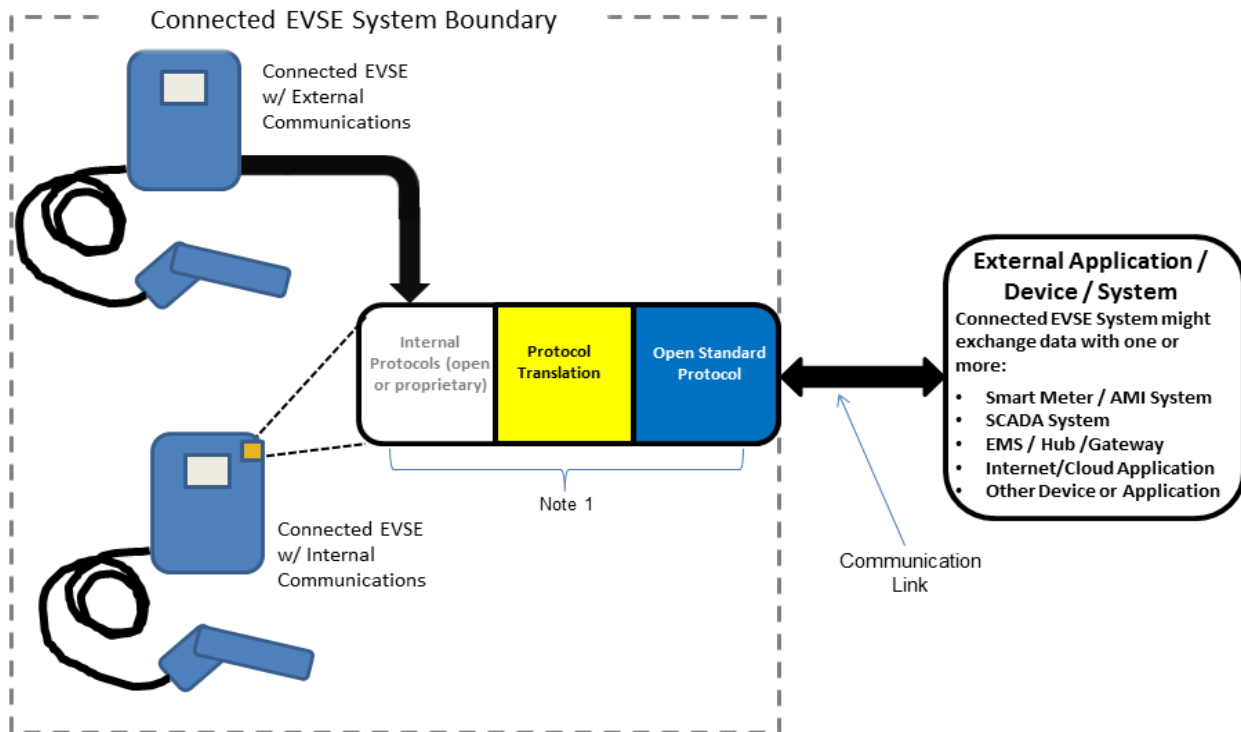 Connected EVSE System Boundary
Connected EVSE
w/ External
Communications
Internal
Protocols (open
or proprietary)
Protocol
Translation
Open Standard
Protocol
Note 1
Connected EVSE
w/ Internal
Communications
External Application /
Device / System
Connected EVSE System might
exchange data with one or
more:
• Smart Meter / AMI System
• SCADA System
• EMS / Hub /Gateway
• Internet/Cloud Application
• Other Device or Application
Communication
Link